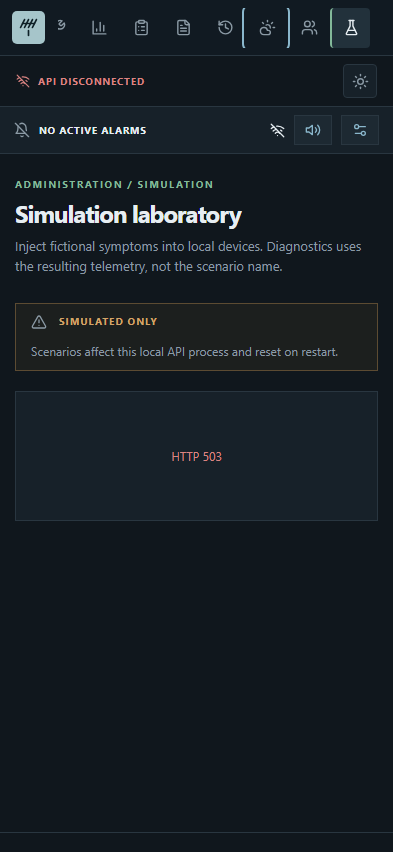 API DISCONNECTED
NO ACTIVE ALARMS
ADMINISTRATION / SIMULATION
Simulation laboratory
Inject fictional symptoms into local devices. Diagnostics uses
the resulting telemetry, not the scenario name.
SIMULATED ONLY
Scenarios affect this local API process and reset on restart.
HTTP 503